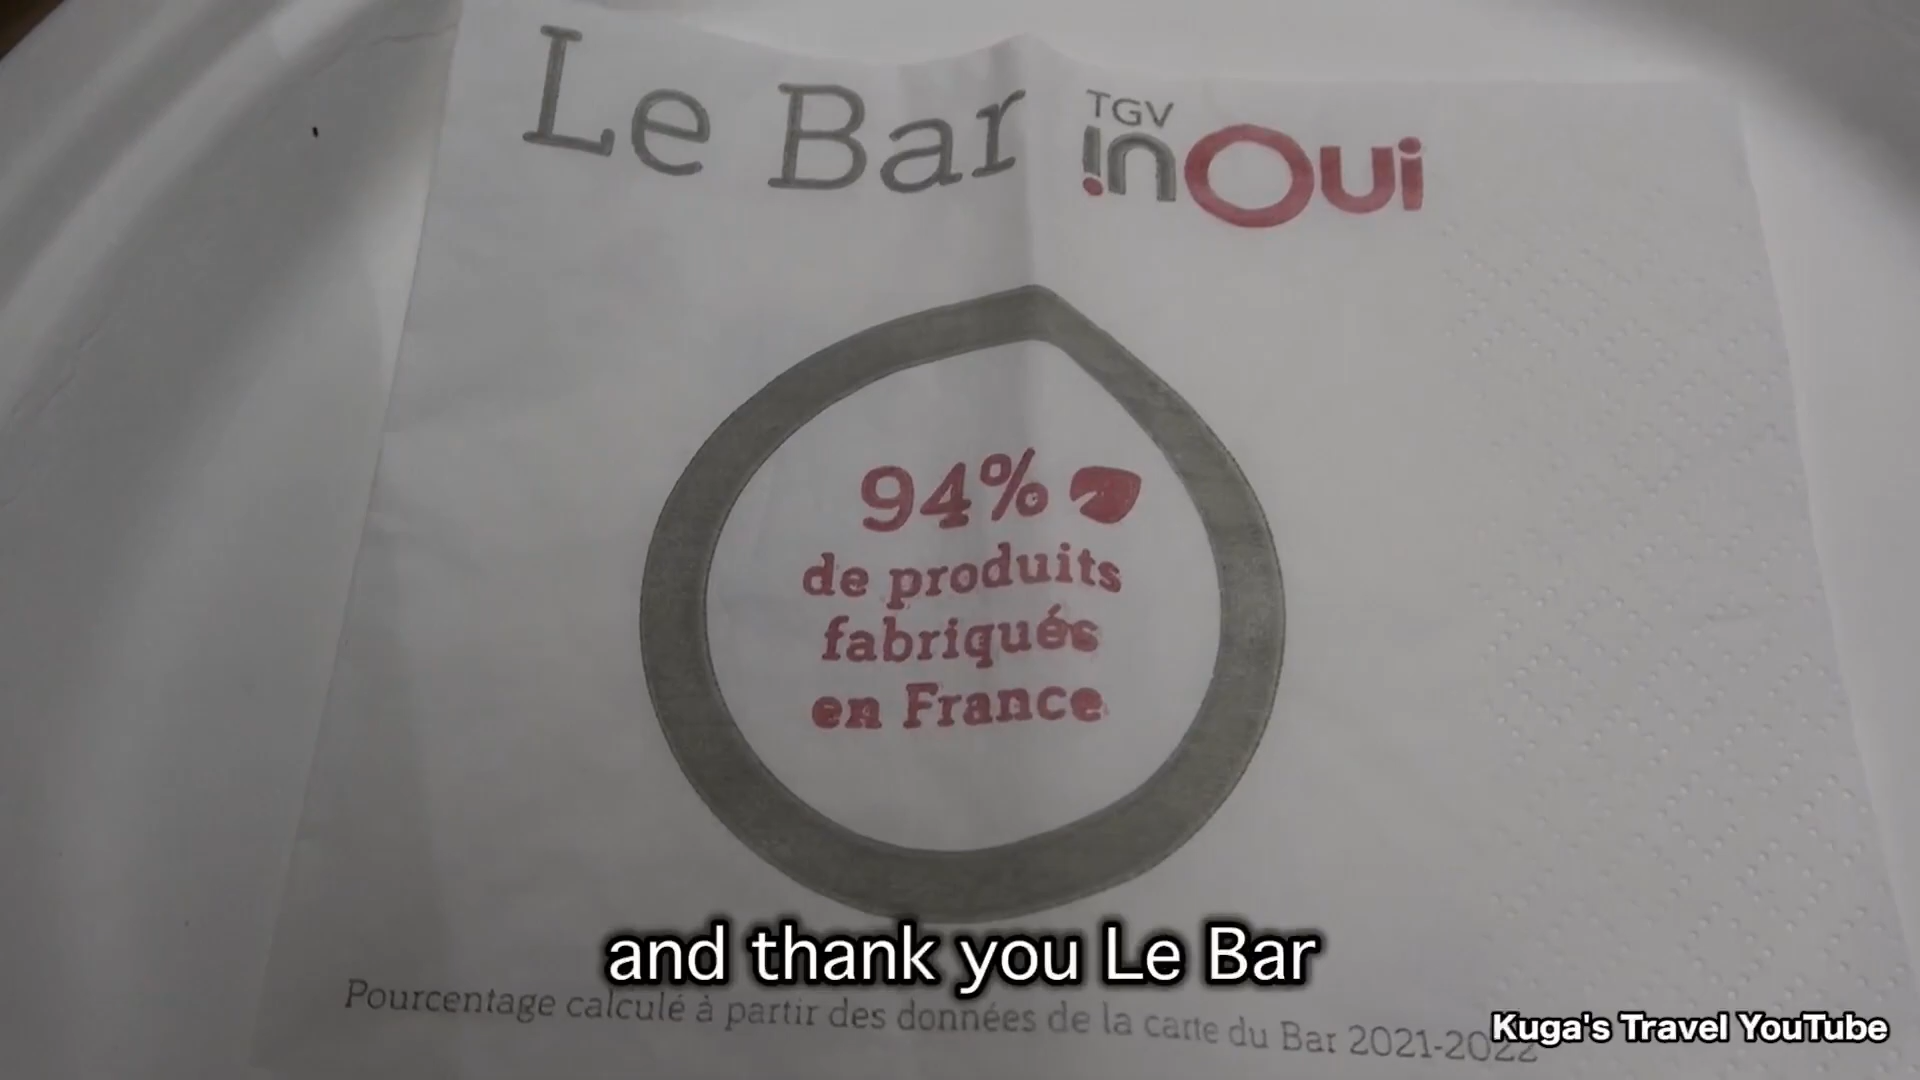 Le Bar TGV inOui
94%
de produits
fabriqués
en France
and thank you Le Bar
Pourcentage calculé à partir des données de la carte du Bar 2021-2022
Kuga's Travel YouTube